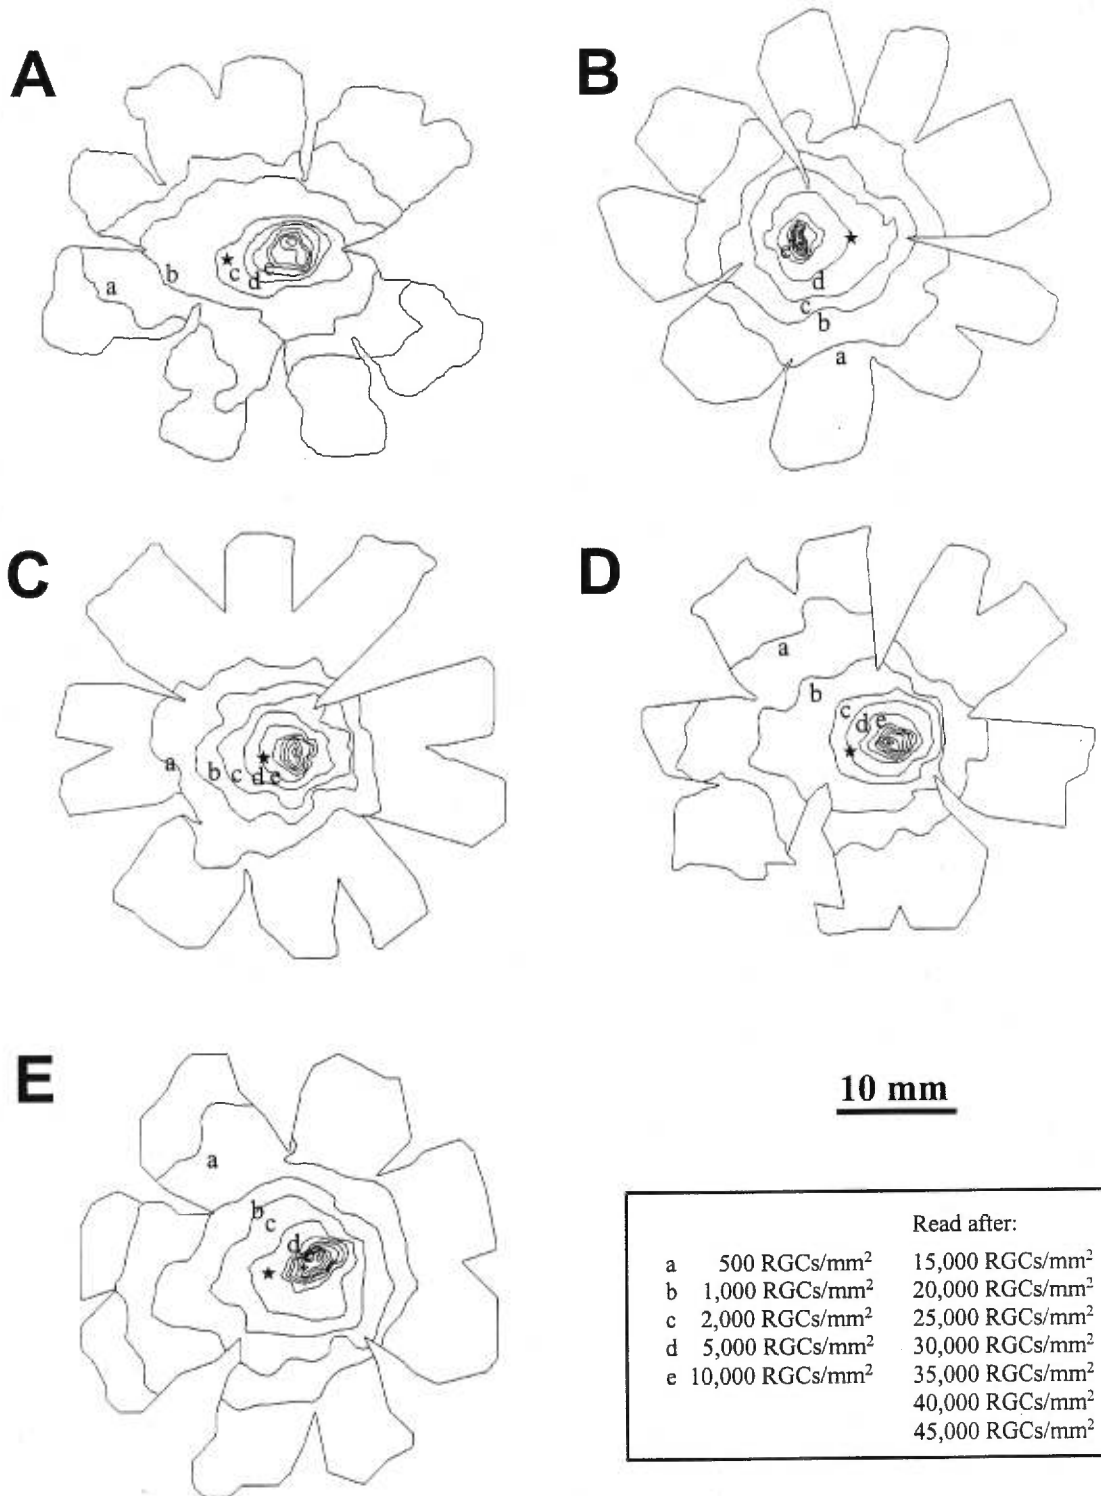 A
B
b
c
d
a
d
c
b
a
C
D
a
b
c
d
e
a
b
c
d
e
E
a
b
c
d
10 mm
Read after:
a 500 RGCs/mm² 15,000 RGCs/mm²
b 1,000 RGCs/mm² 20,000 RGCs/mm²
c 2,000 RGCs/mm² 25,000 RGCs/mm²
d 5,000 RGCs/mm² 30,000 RGCs/mm²
e 10,000 RGCs/mm² 35,000 RGCs/mm²
40,000 RGCs/mm²
45,000 RGCs/mm²